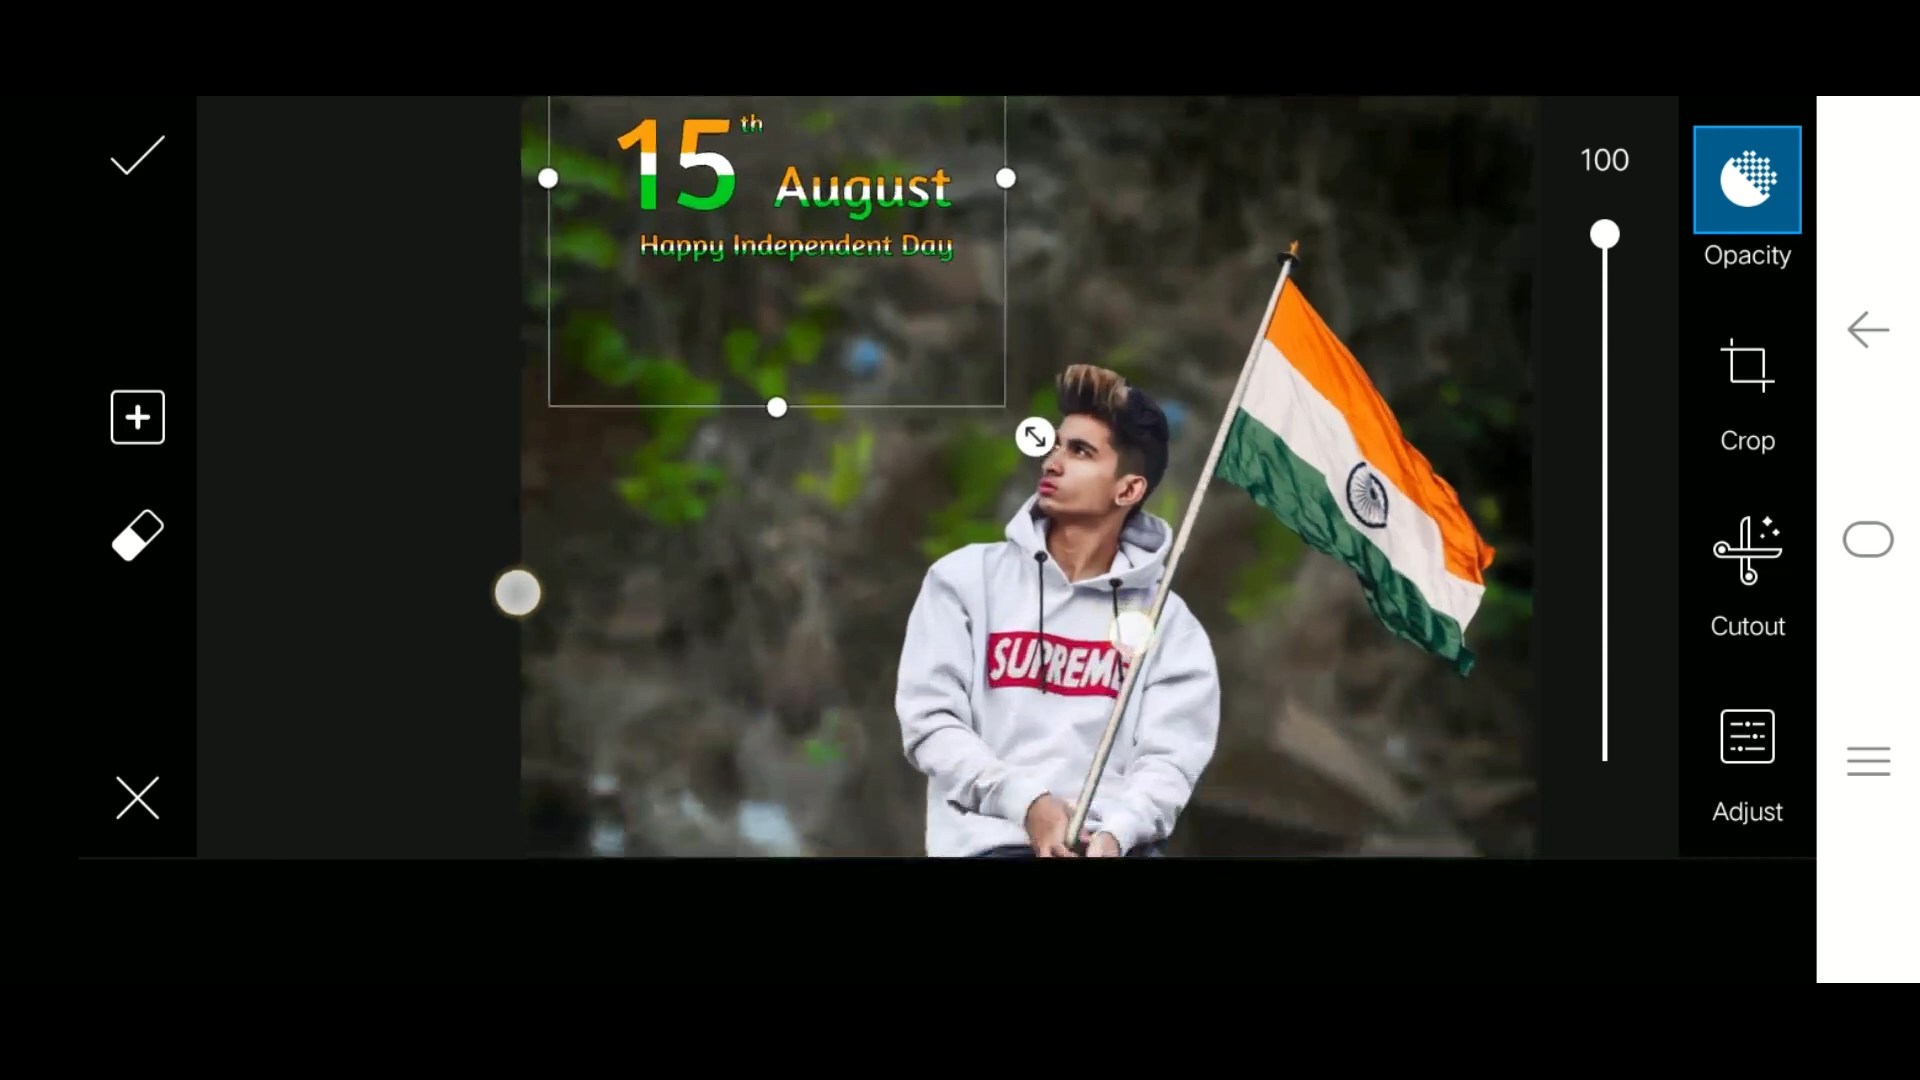 15th
August
Happy Independent Day
SUPREME
100
Opacity
Crop
Cutout
Adjust